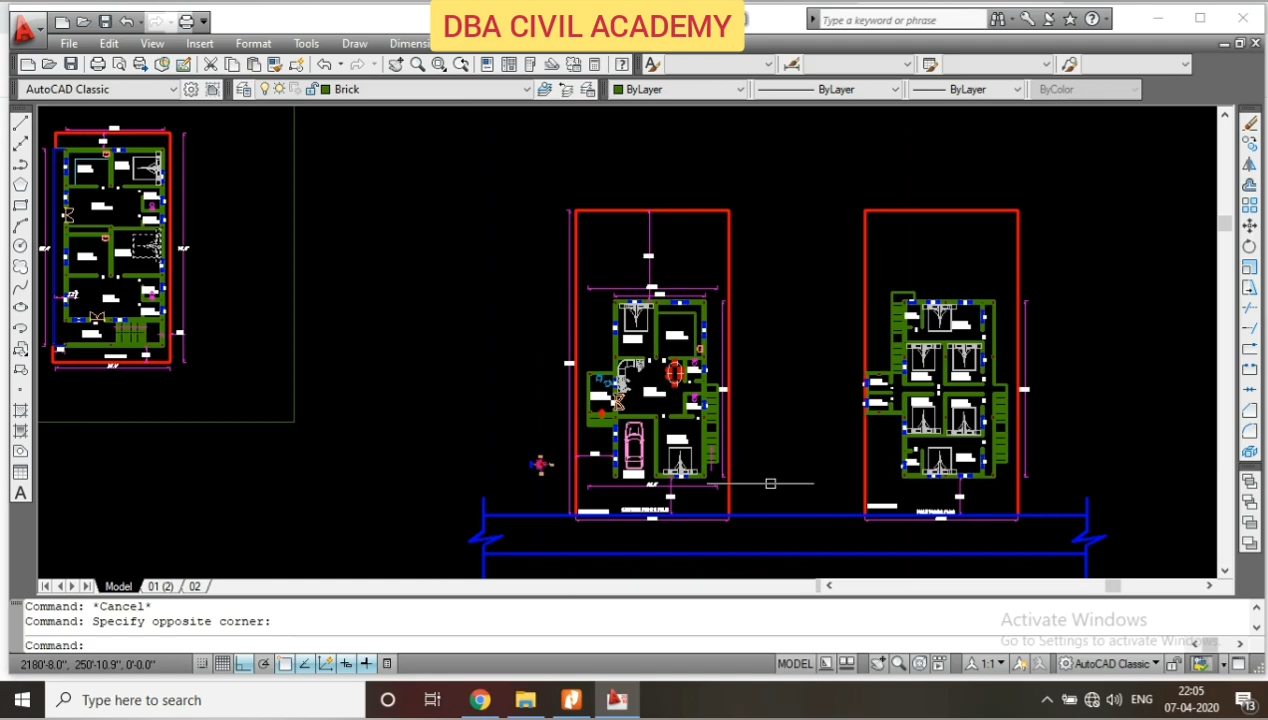 DBA CIVIL ACADEMY
Type a keyword or phrase
File Edit View Insert Format Tools Draw
AutoCAD Classic Brick ByLayer ByLayer ByLayer ByColor
Model 01 (2) 02
Command: *Cancel*
Command: Specify opposite corner:
Command:
Activate Windows
Go to Settings to activate Windows.
2180'-8.0", 250'-10.9", 0'-0.0" MODEL 1:1 AutoCAD Classic
Type here to search ENG 22:05
07-04-2020 13